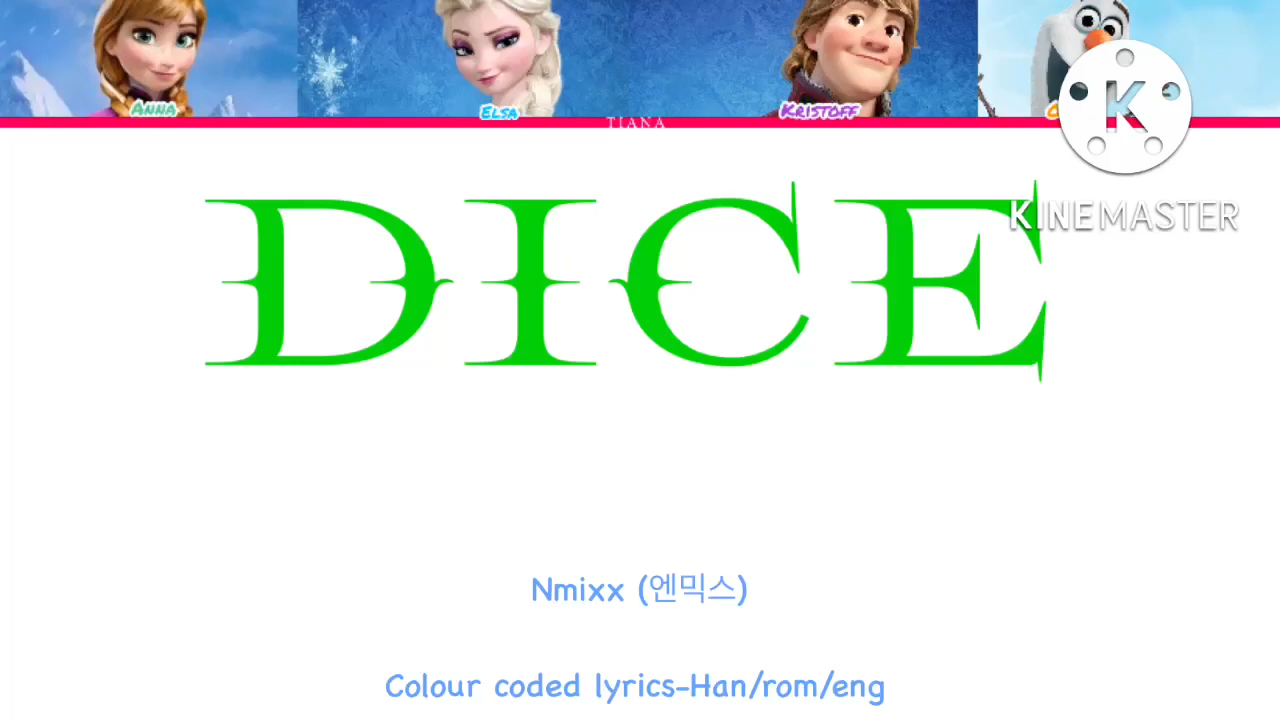 Anna
Elsa
Kristoff
TIANA
K
KINEMASTER
DICE
Nmixx (엔믹스)
Colour coded lyrics-Han/rom/eng